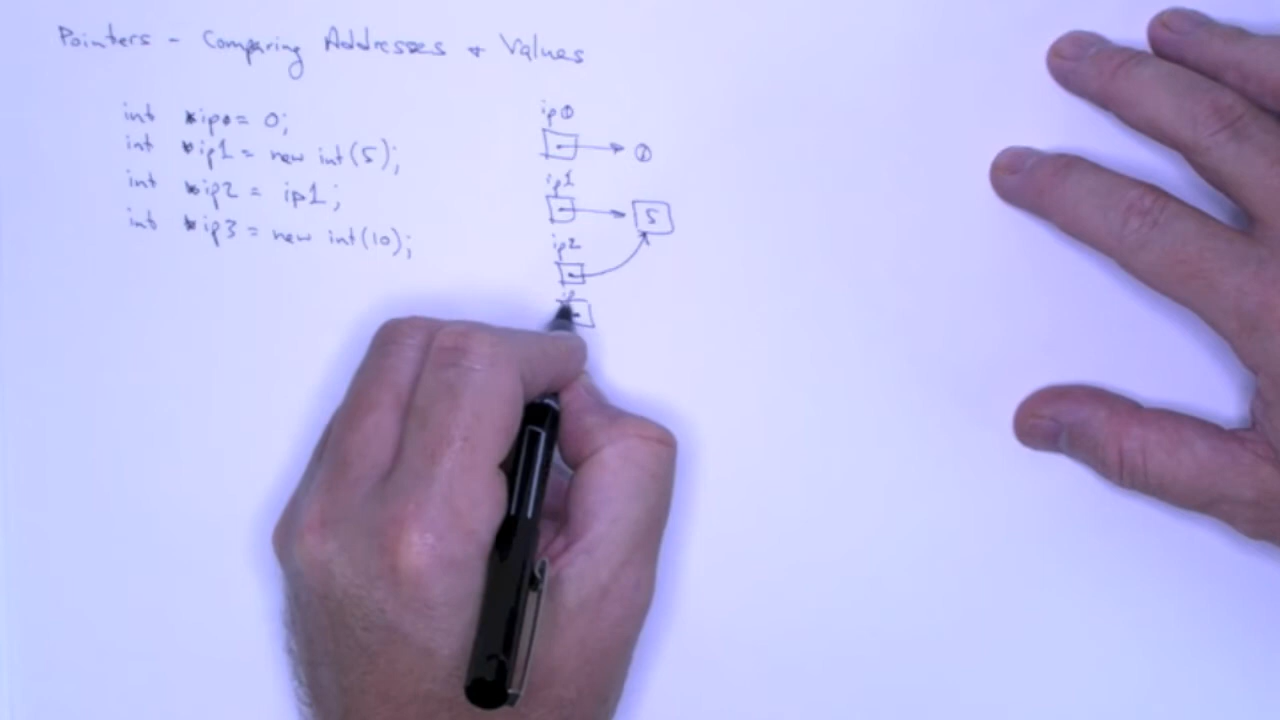 Pointers - Comparing Addresses + Values
int *ip0 = 0;
int *ip1 = new int(5);
int *ip2 = ip1;
int *ip3 = new int(10);
ip0
0
ip1
5
ip2